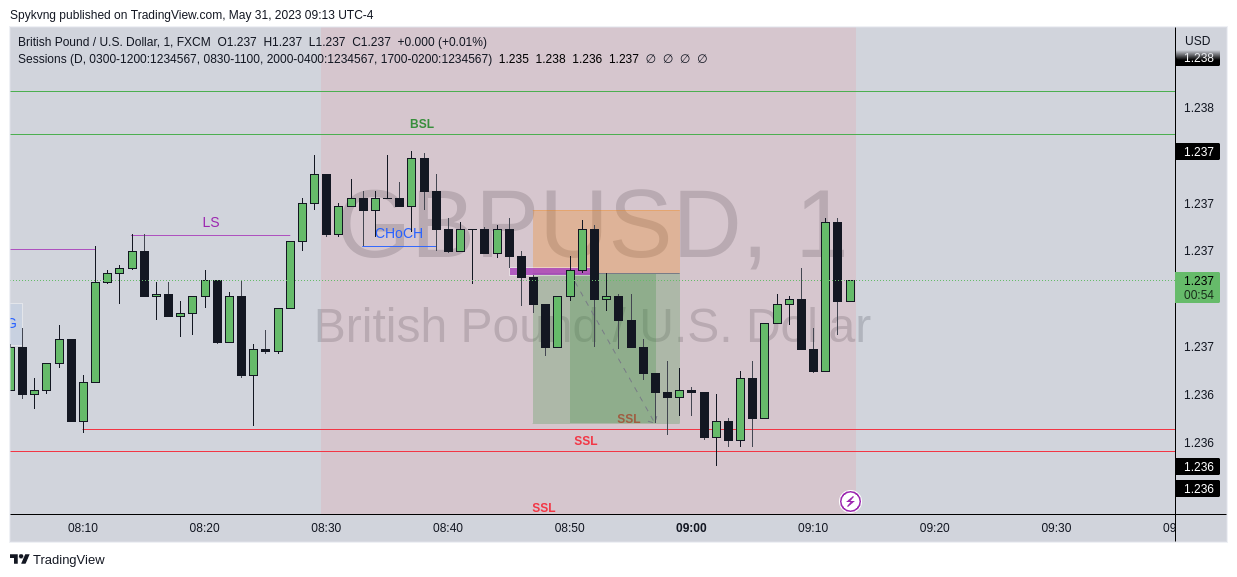 Spykvng published on TradingView.com, May 31, 2023 09:13 UTC-4
British Pound / U.S. Dollar, 1, FXCM O1.237 H1.237 L1.237 C1.237 +0.000 (+0.01%)
Sessions (D, 0300-1200:1234567, 0830-1100, 2000-0400:1234567, 1700-0200:1234567) 1.235 1.238 1.236 1.237 ∅ ∅ ∅ ∅
USD
1.238
1.238
BSL
1.237
GBPUSD, 1
1.237
LS
CHoCH
1.237
1.237
00:54
G
British Pound / U.S. Dollar
1.237
1.236
SSL
SSL
1.236
1.236
1.236
SSL
08:10 08:20 08:30 08:40 08:50 09:00 09:10 09:20 09:30 09
TradingView